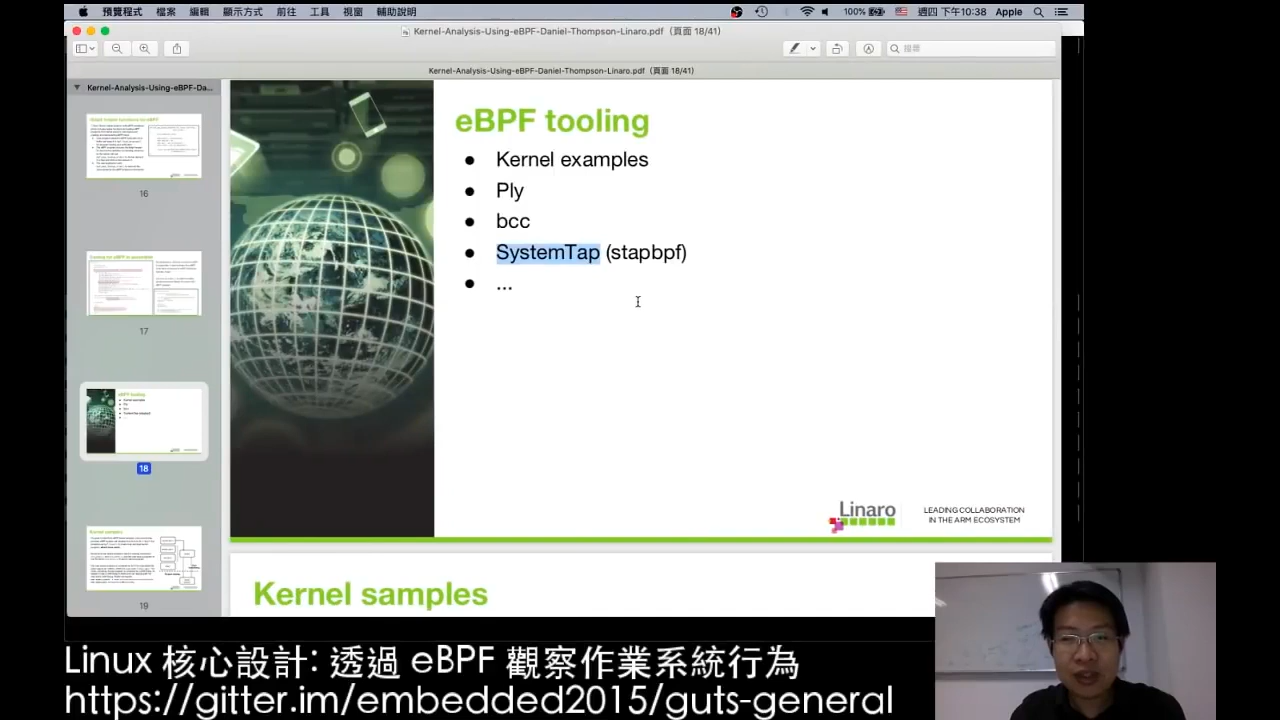 預覽程式 檔案 編輯 顯示方式 前往 工具 視窗 輔助說明 100% 週四下午10:38 Apple
Kernel-Analysis-Using-eBPF-Daniel-Thompson-Linaro.pdf (頁面 18/41)
搜尋
Kernel-Analysis-Using-eBPF-Daniel-Thompson-Linaro.pdf (頁面 18/41)
Kernel-Analysis-Using-eBPF-Da...
16
17
18
19
eBPF tooling
● Kernel examples
● Ply
● bcc
● SystemTap (stapbpf)
● ...
Linaro
LEADING COLLABORATION
IN THE ARM ECOSYSTEM
Kernel samples
Linux 核心設計: 透過 eBPF 觀察作業系統行為
https://gitter.im/embedded2015/guts-general